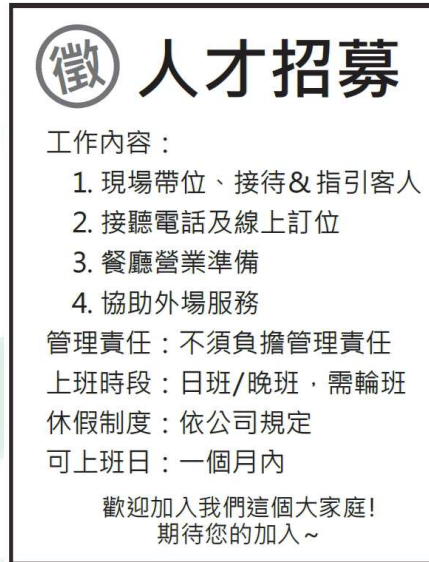 徵 人才招募
工作內容：
1. 現場帶位、接待&指引客人
2. 接聽電話及線上訂位
3. 餐廳營業準備
4. 協助外場服務
管理責任：不須負擔管理責任
上班時段：日班/晚班，需輪班
休假制度：依公司規定
可上班日：一個月內
歡迎加入我們這個大家庭!
期待您的加入~